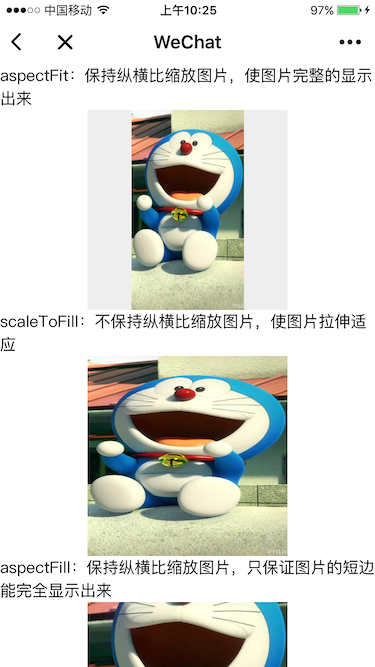 中国移动 上午10:25 97%
WeChat
aspectFit：保持纵横比缩放图片，使图片完整的显示
出来
scaleToFill：不保持纵横比缩放图片，使图片拉伸适
应
aspectFill：保持纵横比缩放图片，只保证图片的短边
能完全显示出来